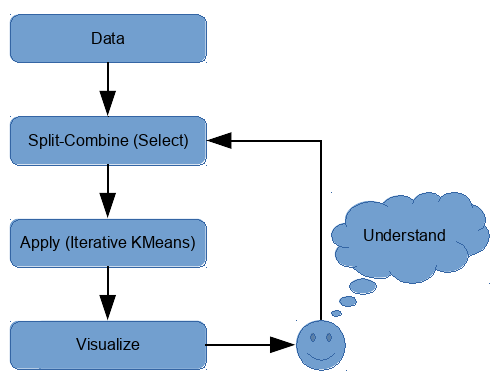 Data
Split-Combine (Select)
Understand
Apply (Iterative KMeans)
Visualize